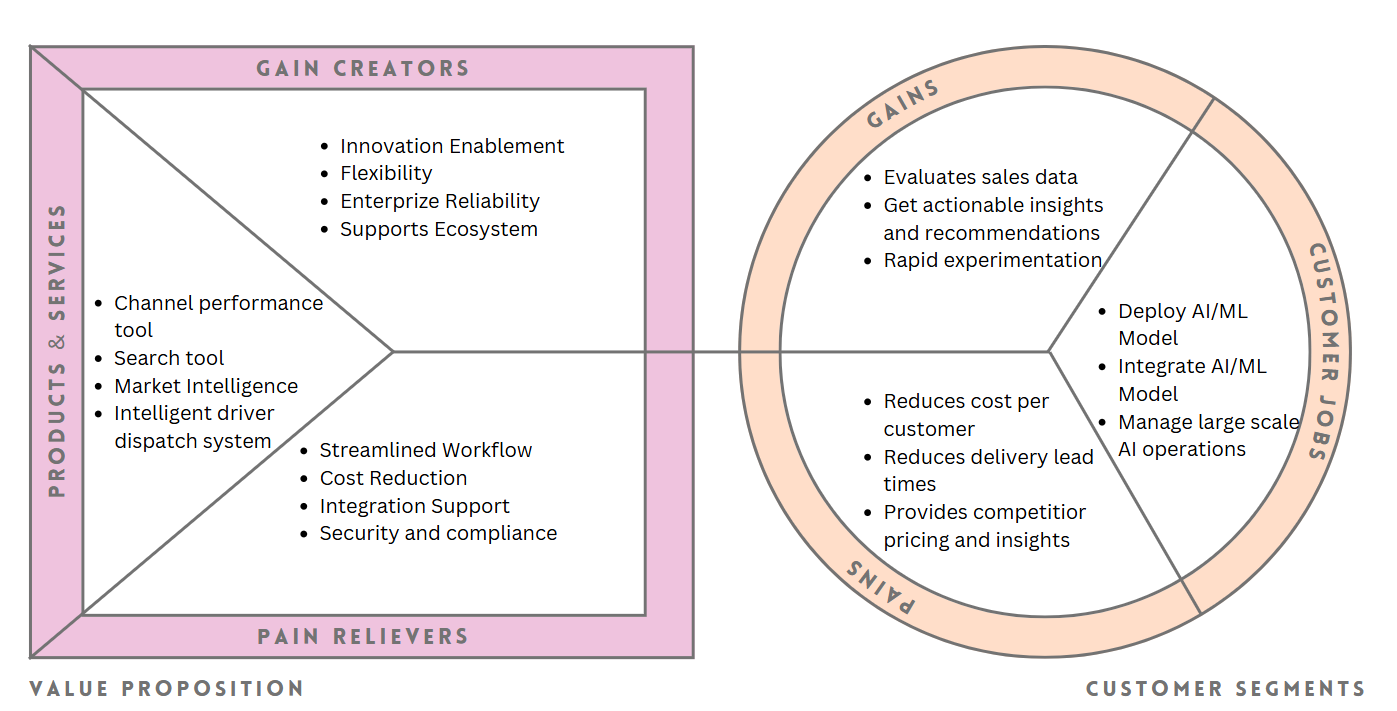 GAIN CREATORS
• Innovation Enablement
• Flexibility
• Enterprize Reliability
• Supports Ecosystem
PRODUCTS & SERVICES
• Channel performance
tool
• Search tool
• Market Intelligence
• Intelligent driver
dispatch system
• Streamlined Workflow
• Cost Reduction
• Integration Support
• Security and compliance
PAIN RELIEVERS
VALUE PROPOSITION
GAINS
• Evaluates sales data
• Get actionable insights
and recommendations
• Rapid experimentation
CUSTOMER JOBS
• Deploy AI/ML
Model
• Integrate AI/ML
Model
• Manage large scale
AI operations
• Reduces cost per
customer
• Reduces delivery lead
times
• Provides competitior
pricing and insights
PAINS
CUSTOMER SEGMENTS